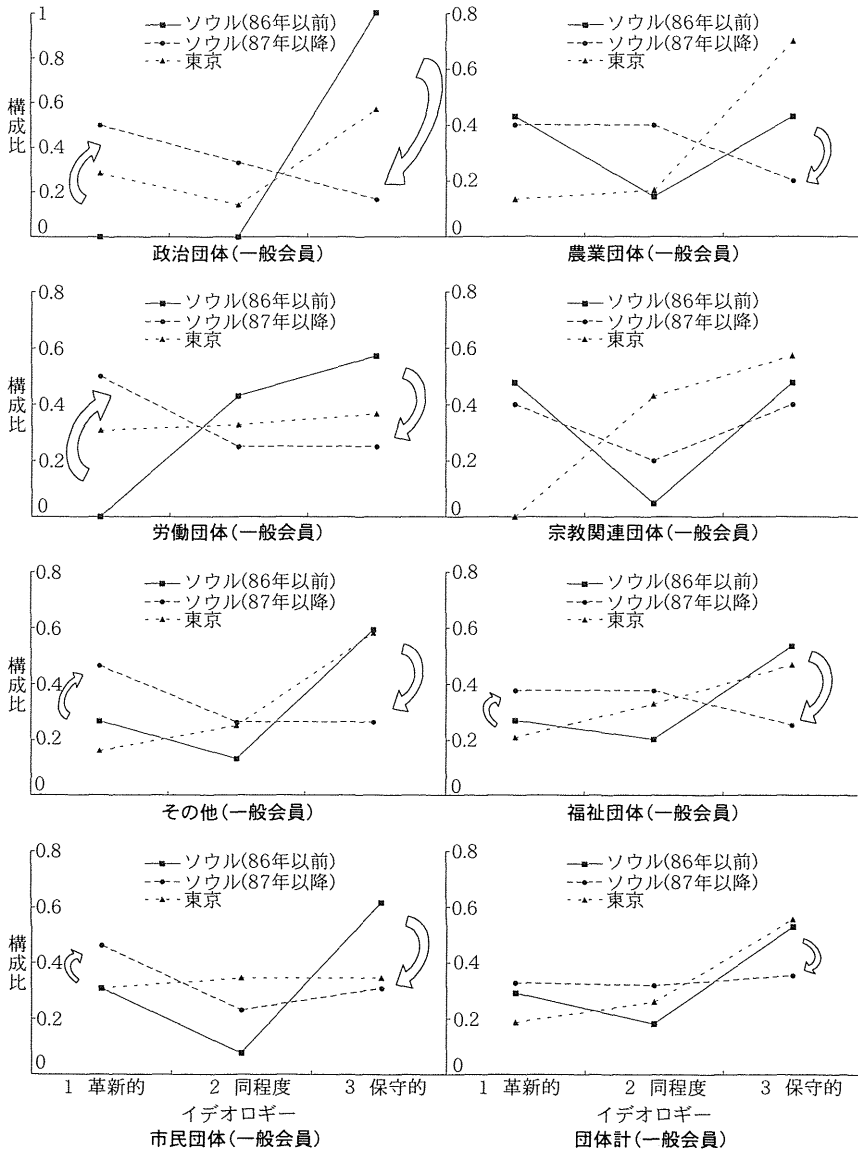 構成比
1
0.8
0.6
0.4
0.2
0
ソウル(86年以前)
ソウル(87年以降)
東京
政治団体(一般会員)
0.8
0.6
0.4
0.2
0
ソウル(86年以前)
ソウル(87年以降)
東京
農業団体(一般会員)
構成比
0.8
0.6
0.4
0.2
0
ソウル(86年以前)
ソウル(87年以降)
東京
労働団体(一般会員)
0.8
0.6
0.4
0.2
0
ソウル(86年以前)
ソウル(87年以降)
東京
宗教関連団体(一般会員)
構成比
0.8
0.6
0.4
0.2
0
ソウル(86年以前)
ソウル(87年以降)
東京
その他(一般会員)
0.8
0.6
0.4
0.2
0
ソウル(86年以前)
ソウル(87年以降)
東京
福祉団体(一般会員)
構成比
0.8
0.6
0.4
0.2
0
ソウル(86年以前)
ソウル(87年以降)
東京
1 革新的 2 同程度 3 保守的
イデオロギー
市民団体(一般会員)
0.8
0.6
0.4
0.2
0
ソウル(86年以前)
ソウル(87年以降)
東京
1 革新的 2 同程度 3 保守的
イデオロギー
団体計(一般会員)